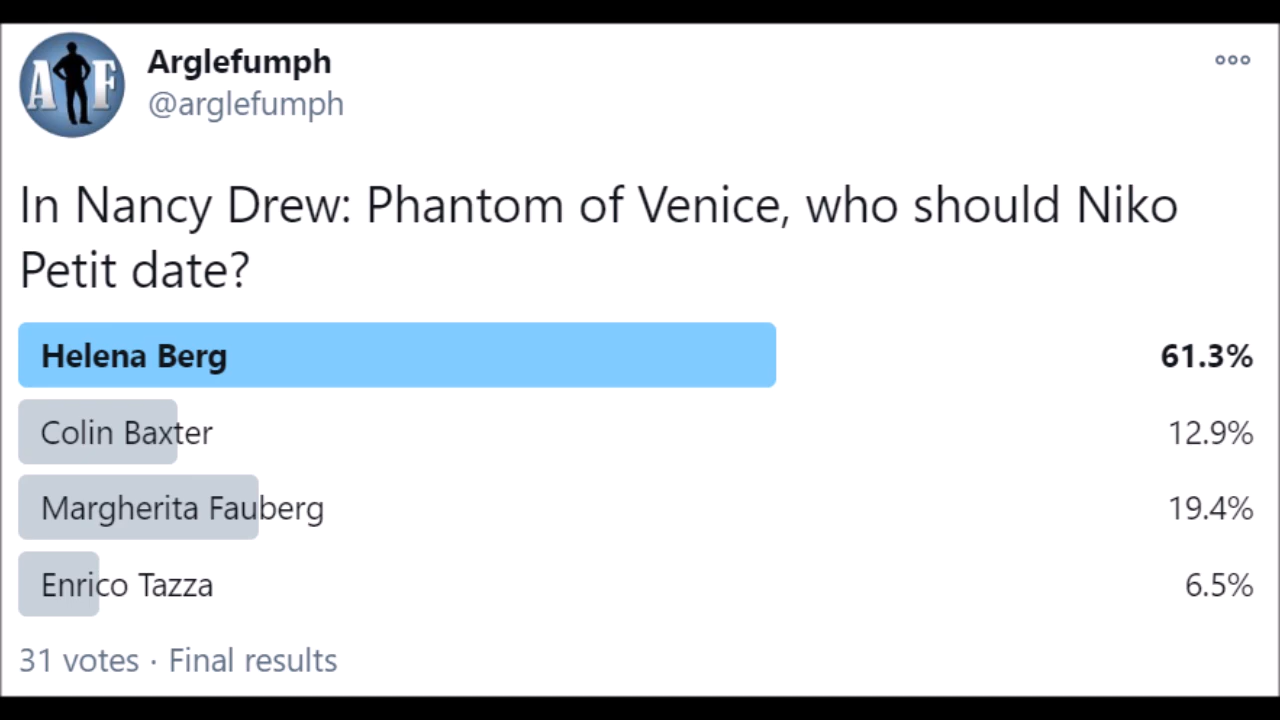 A F
Arglefumph
@arglefumph
In Nancy Drew: Phantom of Venice, who should Niko
Petit date?
Helena Berg 61.3%
Colin Baxter 12.9%
Margherita Fauberg 19.4%
Enrico Tazza 6.5%
31 votes · Final results